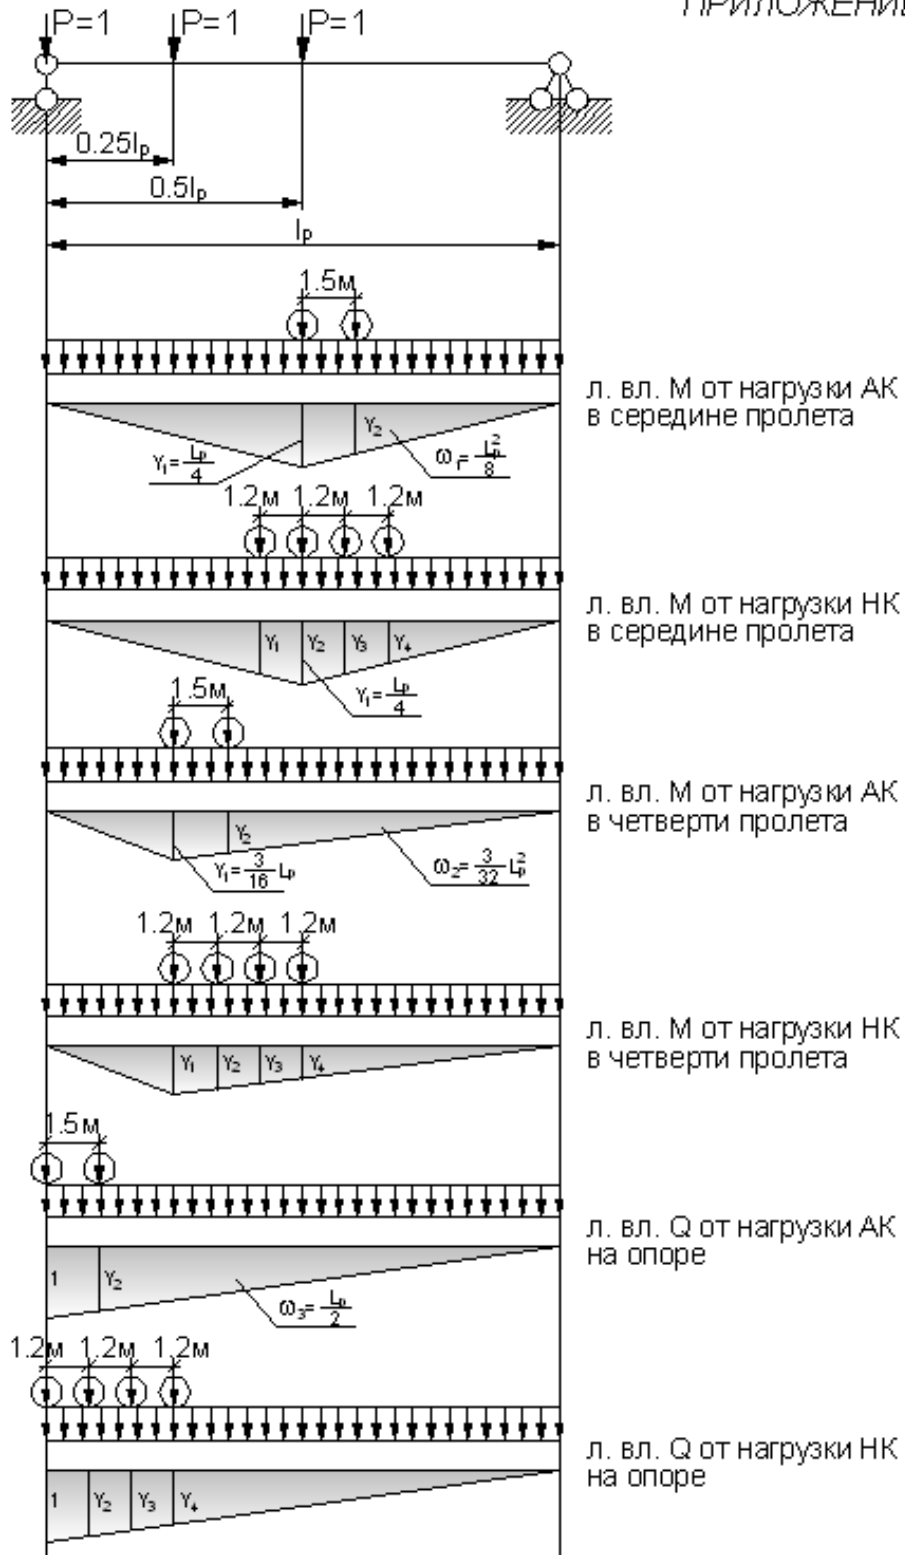 ПРИЛОЖЕНИЕ
P=1 P=1 P=1
0.25lₚ
0.5lₚ
lₚ
1.5м
л. вл. М от нагрузки АК
в середине пролета
Y₂
Y₁=Lₚ/4
ω₁=Lₚ²/8
1.2м 1.2м 1.2м
л. вл. М от нагрузки НК
в середине пролета
Y₁ Y₂ Y₃ Y₄
Y₁=Lₚ/4
1.5м
л. вл. М от нагрузки АК
в четверти пролета
Y₂
Y₁=3/16 Lₚ
ω₂=3/32 Lₚ²
1.2м 1.2м 1.2м
л. вл. М от нагрузки НК
в четверти пролета
Y₁ Y₂ Y₃ Y₄
1.5м
л. вл. Q от нагрузки АК
на опоре
1 Y₂
ω₃=Lₚ/2
1.2м 1.2м 1.2м
л. вл. Q от нагрузки НК
на опоре
1 Y₂ Y₃ Y₄